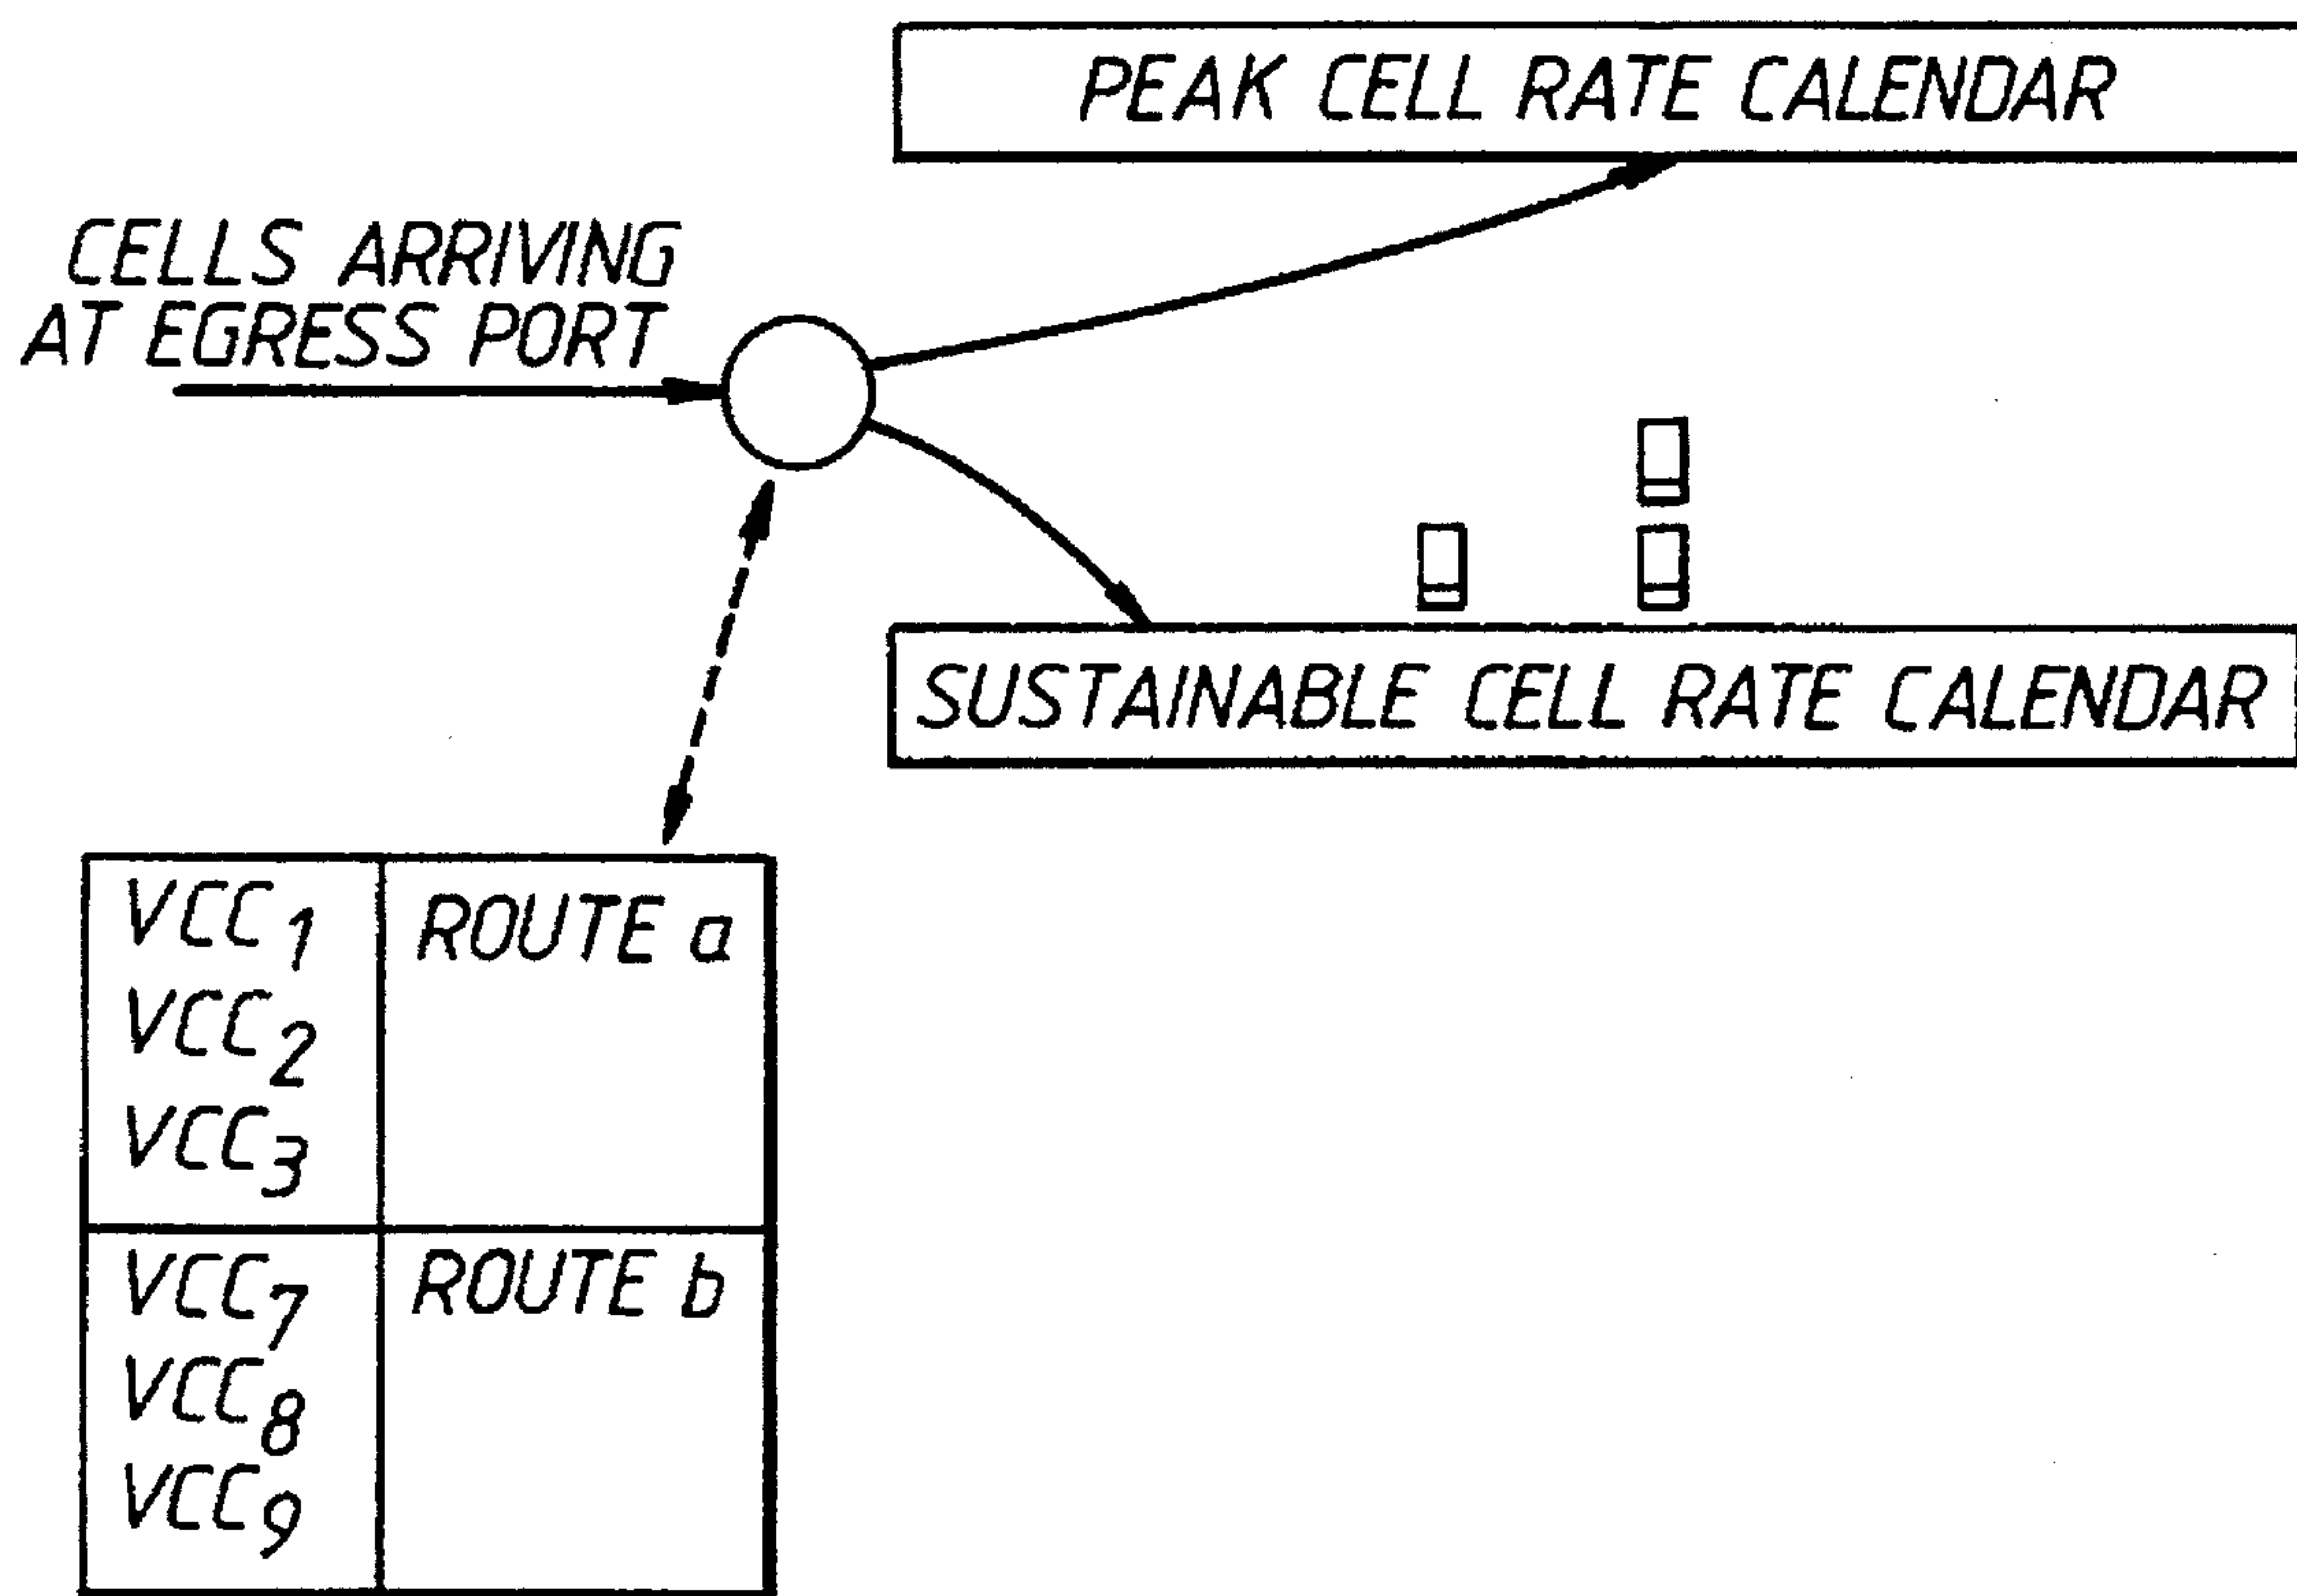 PEAK CELL RATE CALENDAR
CELLS ARRIVING
AT EGRESS PORT
SUSTAINABLE CELL RATE CALENDAR
VCC1 ROUTE a
VCC2
VCC3
VCC7 ROUTE b
VCC8
VCC9